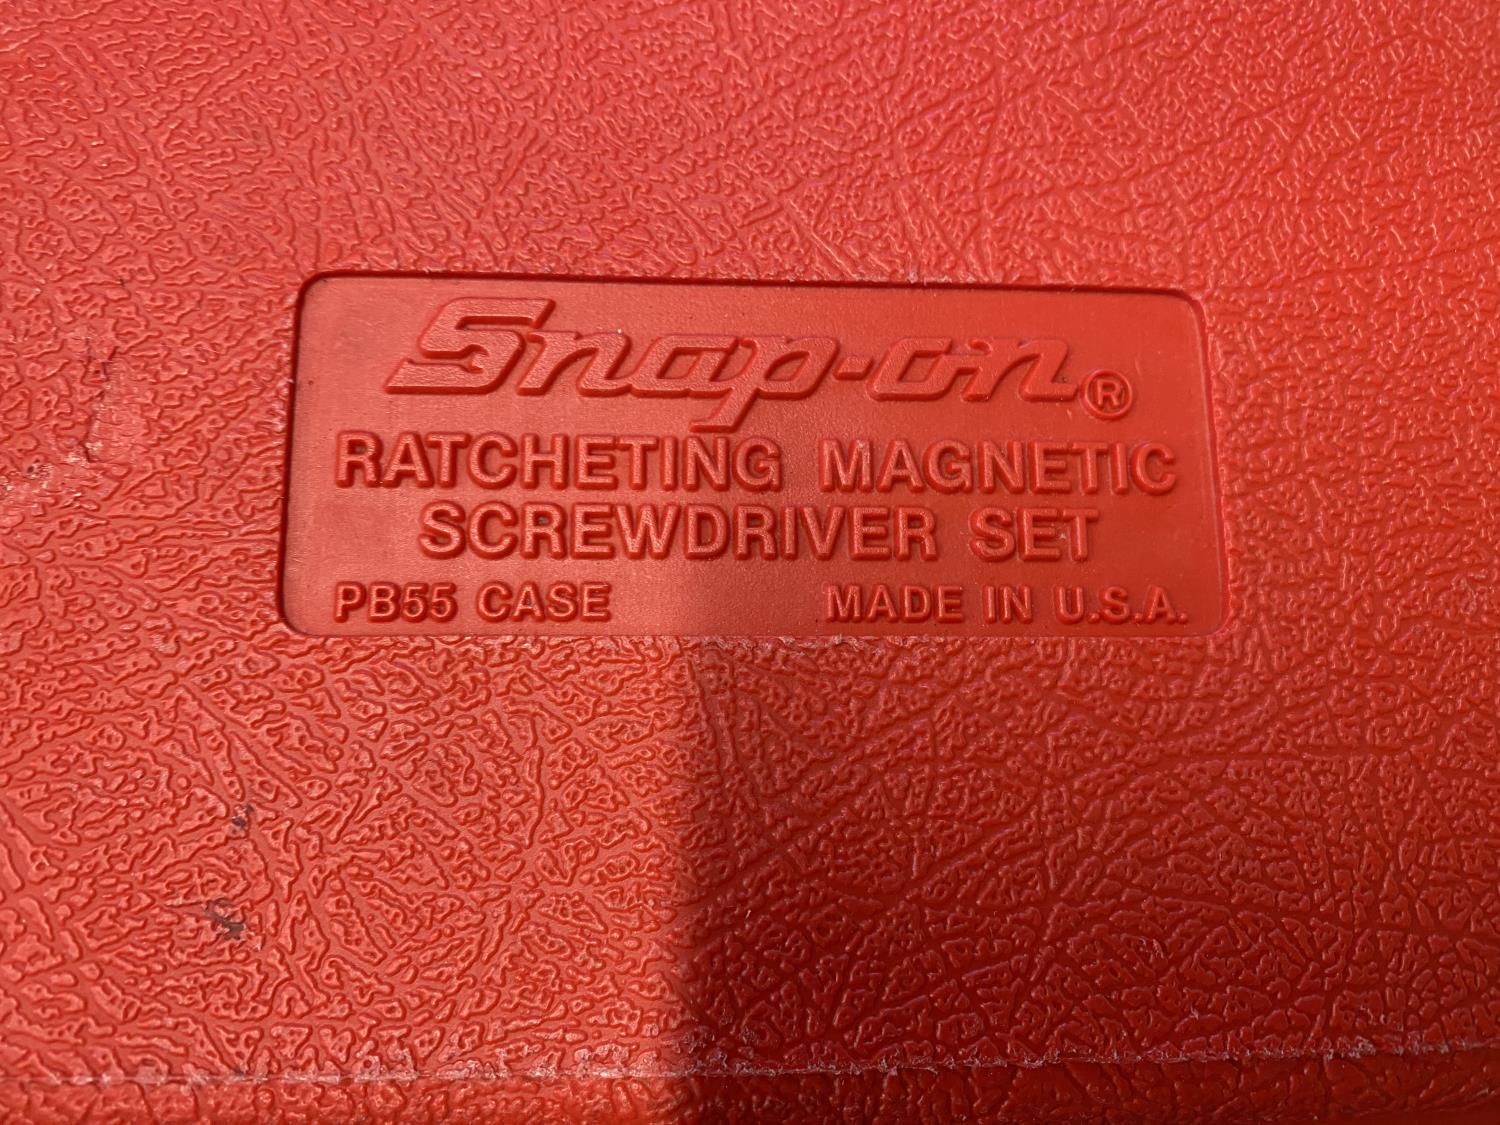 Snap-on®
RATCHETING MAGNETIC
SCREWDRIVER SET
PB55 CASE MADE IN U.S.A.